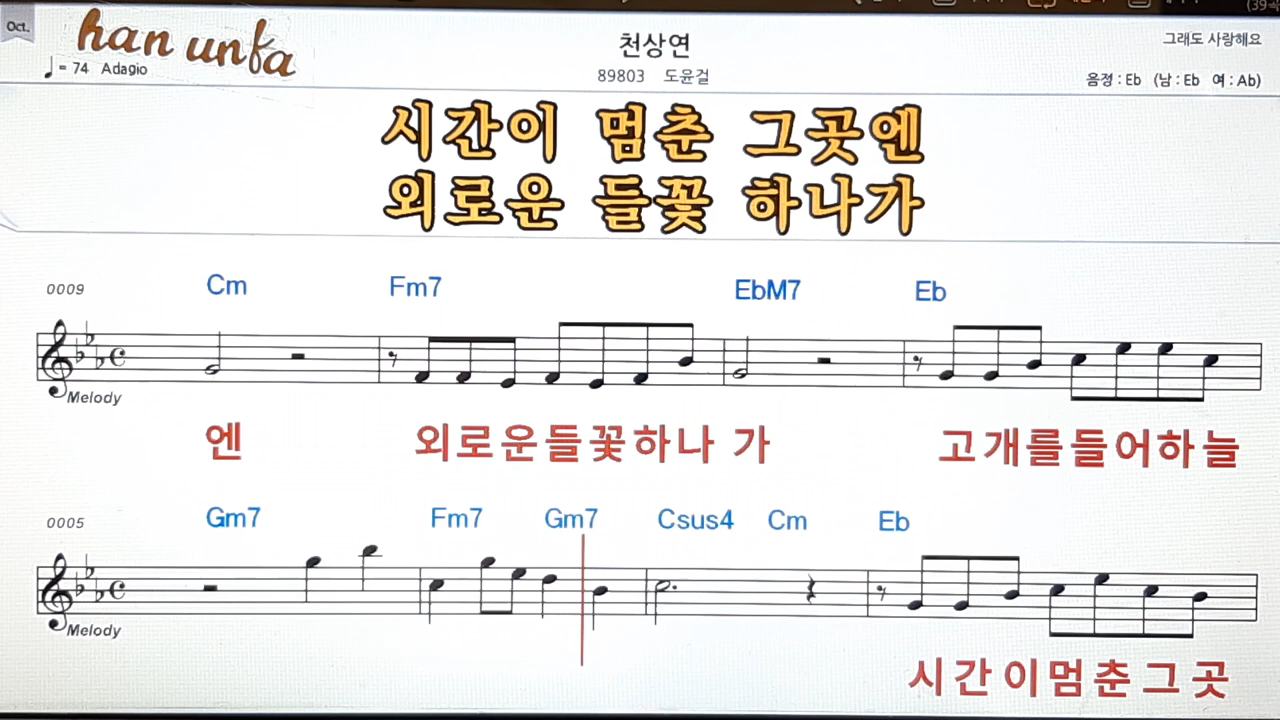 Oct.
han unfa
= 74 Adagio
천상연
89803 도윤걸
그래도 사랑해요
음정 : Eb (남 : Eb 여 : Ab)
시간이 멈춘 그곳엔
외로운 들꽃 하나가
0009
Cm Fm7 EbM7 Eb
Melody
엔 외로운들꽃하나 가 고개를들어하늘
0005
Gm7 Fm7 Gm7 Csus4 Cm Eb
Melody
시간이멈춘그곳